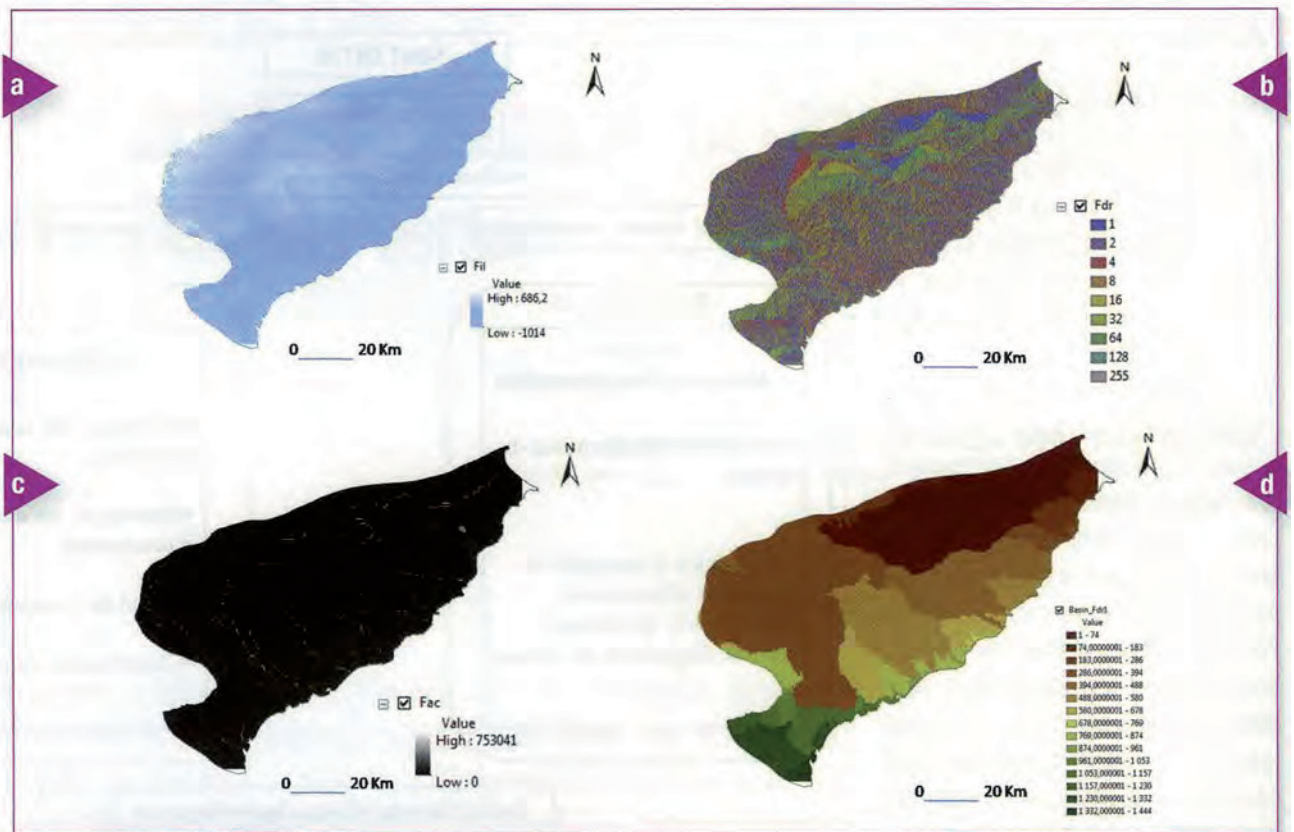 a
N
Fil
Value
High : 686,2
Low : -1014
0 20 Km
b
N
Fdr
1
2
4
8
16
32
64
128
255
0 20 Km
c
N
Fac
Value
High : 753041
Low : 0
0 20 Km
d
N
Basin_Fdr1
Value
1 - 74
74,00000001 - 183
183,0000001 - 286
286,0000001 - 394
394,0000001 - 488
488,0000001 - 580
580,0000001 - 678
678,0000001 - 769
769,0000001 - 874
874,0000001 - 961
961,0000001 - 1 053
1 053,000001 - 1 157
1 157,000001 - 1 230
1 230,000001 - 1 332
1 332,000001 - 1 444
0 20 Km